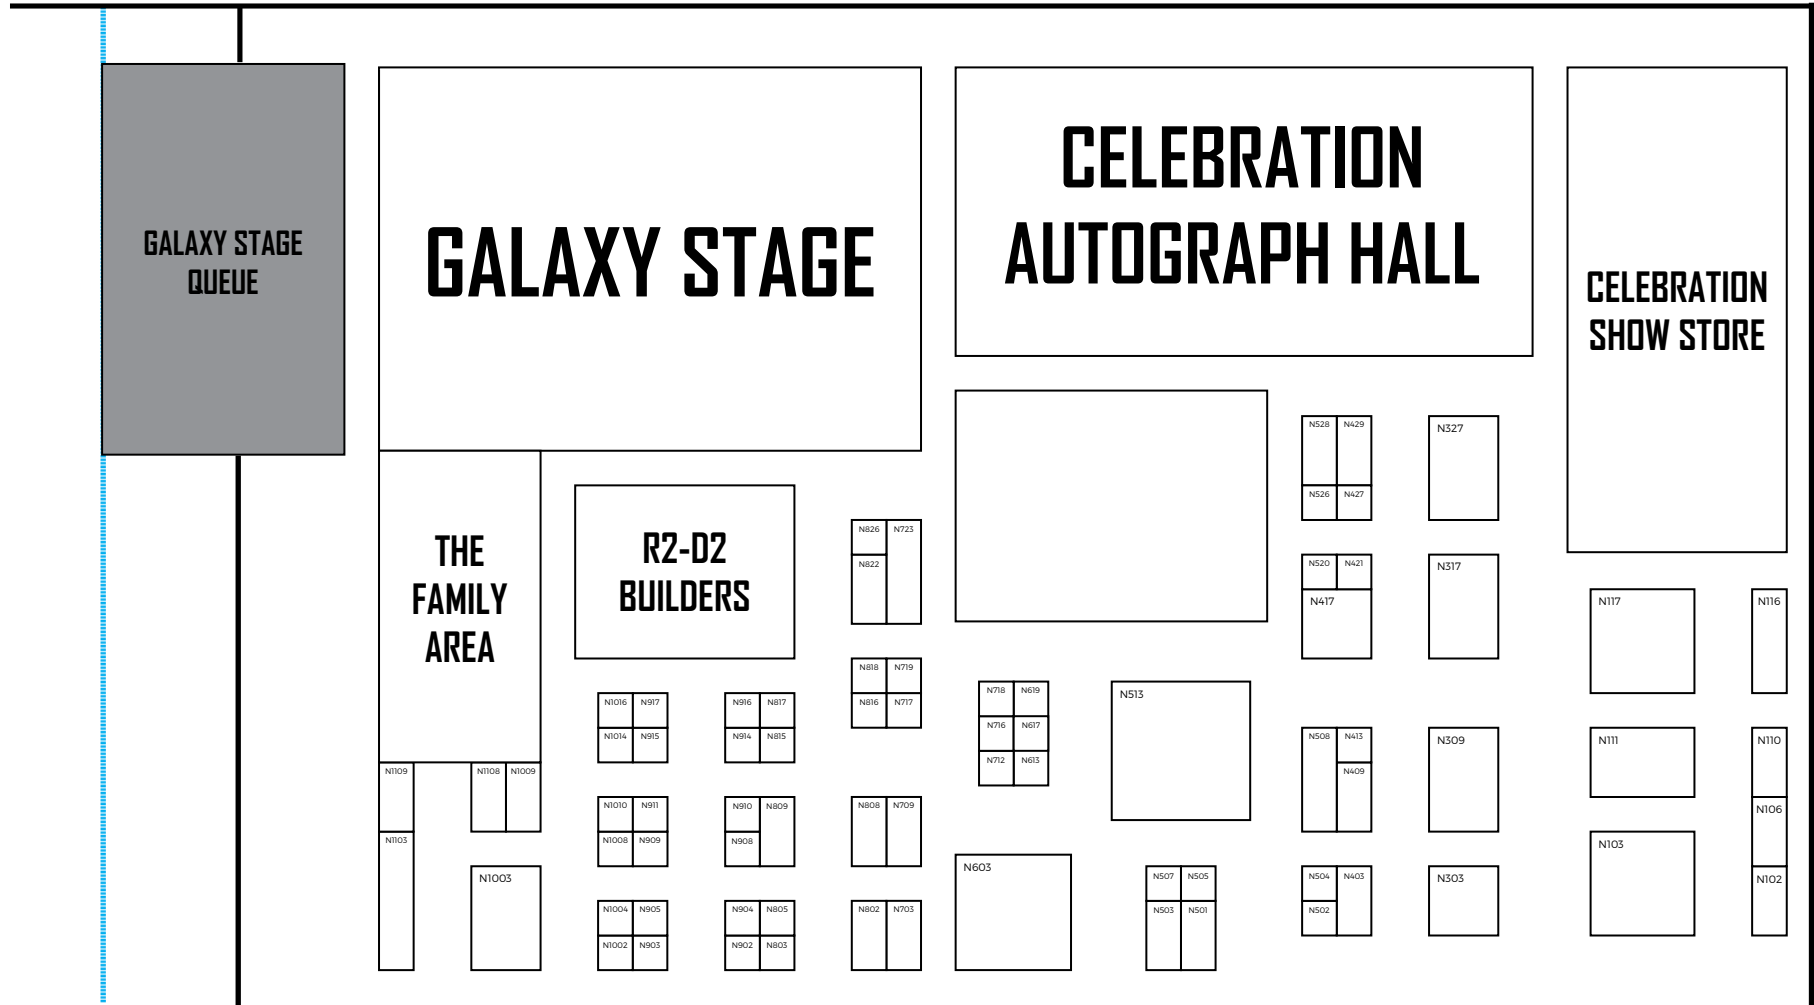 GALAXY STAGE
QUEUE
GALAXY STAGE
CELEBRATION
AUTOGRAPH HALL
CELEBRATION
SHOW STORE
THE
FAMILY
AREA
R2-D2
BUILDERS
N826 N723
N822
N818 N719
N816 N717
N528 N429
N526 N427
N327
N520 N421
N417
N317
N117
N116
N1016 N917
N1014 N915
N916 N817
N914 N815
N718 N619
N716 N617
N712 N613
N513
N508 N413
N409
N309
N111
N110
N106
N1109
N1103
N1108 N1009
N1010 N911
N1008 N909
N910 N809
N908
N808 N709
N103
N102
N1003
N603
N507 N505
N503 N501
N504 N403
N502
N303
N1004 N905
N1002 N903
N904 N805
N902 N803
N802 N703